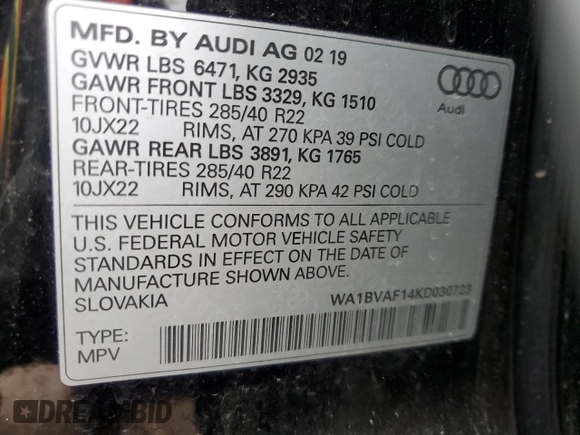 MFD. BY AUDI AG 02 19
GVWR LBS 6471, KG 2935
GAWR FRONT LBS 3329, KG 1510
FRONT-TIRES 285/40 R22
10JX22 RIMS, AT 270 KPA 39 PSI COLD
GAWR REAR LBS 3891, KG 1765
REAR-TIRES 285/40 R22
10JX22 RIMS, AT 290 KPA 42 PSI COLD
Audi
THIS VEHICLE CONFORMS TO ALL APPLICABLE
U.S. FEDERAL MOTOR VEHICLE SAFETY
STANDARDS IN EFFECT ON THE DATE OF
MANUFACTURE SHOWN ABOVE.
SLOVAKIA WA1BVAF14KD030723
TYPE:
MPV
DREAMBID